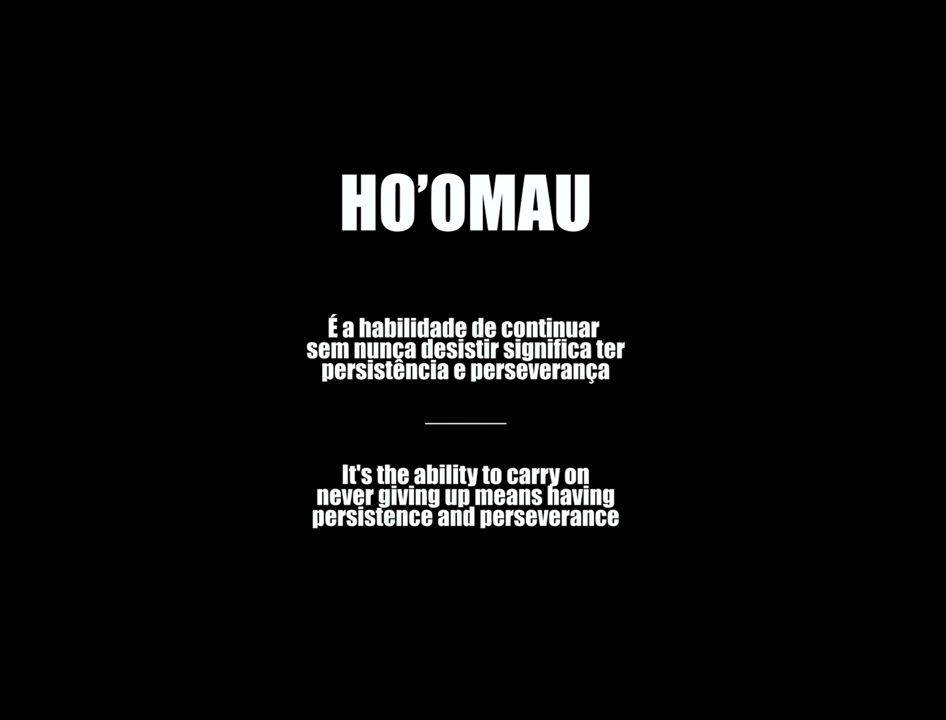 HO’OMAU
É a habilidade de continuar
sem nunca desistir significa ter
persistência e perseverança
It's the ability to carry on
never giving up means having
persistence and perseverance